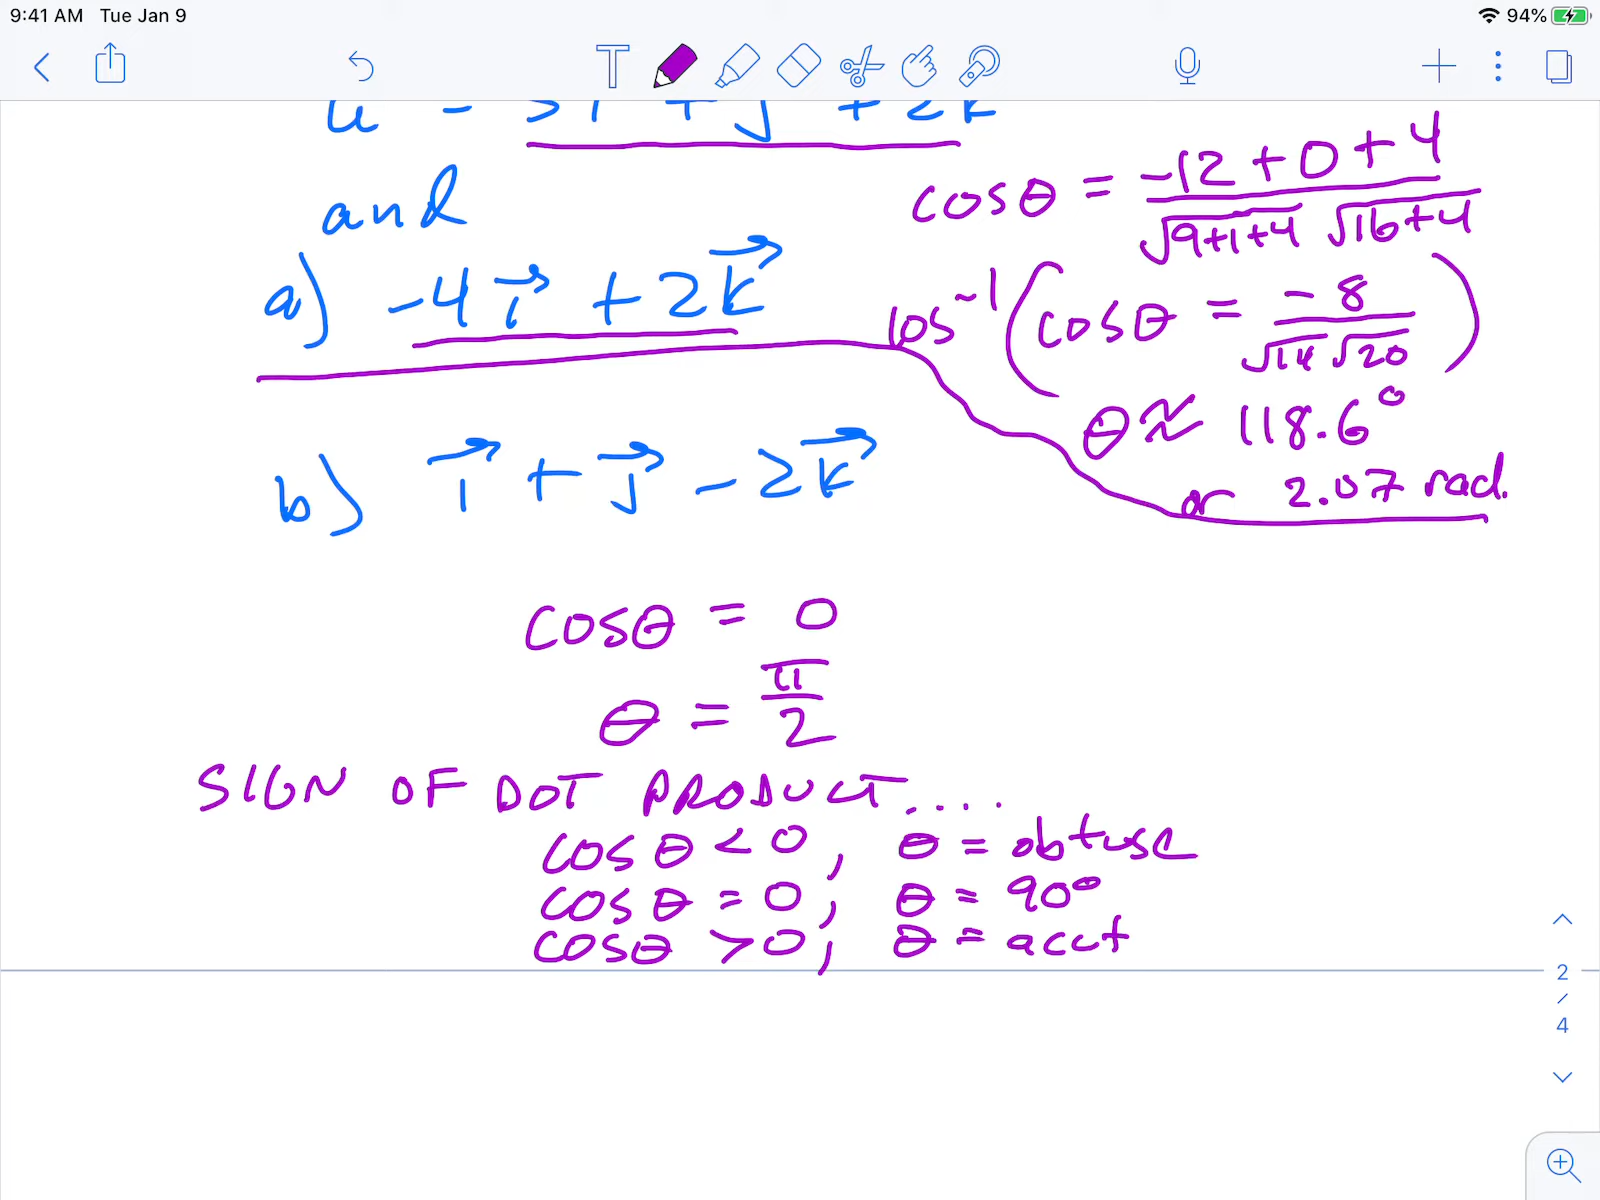 9:41 AM Tue Jan 9
94%
u = 3i + j + 2k
and
a) -4i⃗ + 2k⃗
b) i⃗ + j⃗ - 2k⃗
cosθ = (-12 + 0 + 4) / (√9+1+4 √16+4)
cos⁻¹ (cosθ = -8 / (√14 √20))
θ ≈ 118.6°
or 2.07 rad.
cosθ = 0
θ = π/2
SIGN OF DOT PRODUCT.....
cosθ < 0, θ = obtuse
cosθ = 0, θ = 90°
cosθ > 0, θ = acut
2
/
4